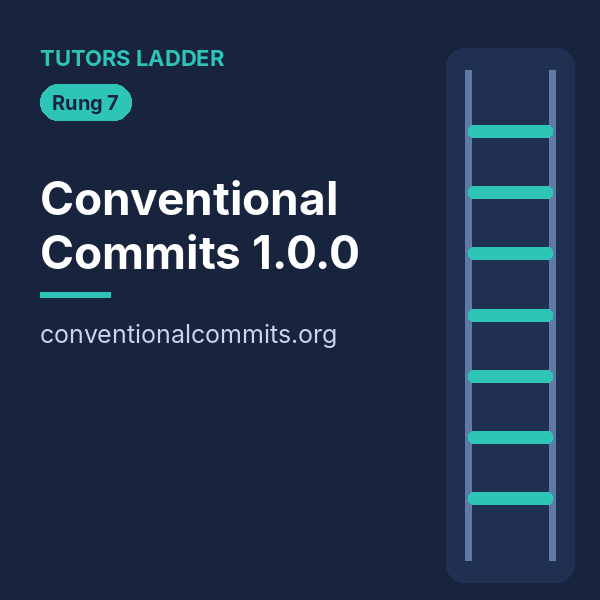 TUTORS LADDER
Rung 7
Conventional
Commits 1.0.0
conventionalcommits.org